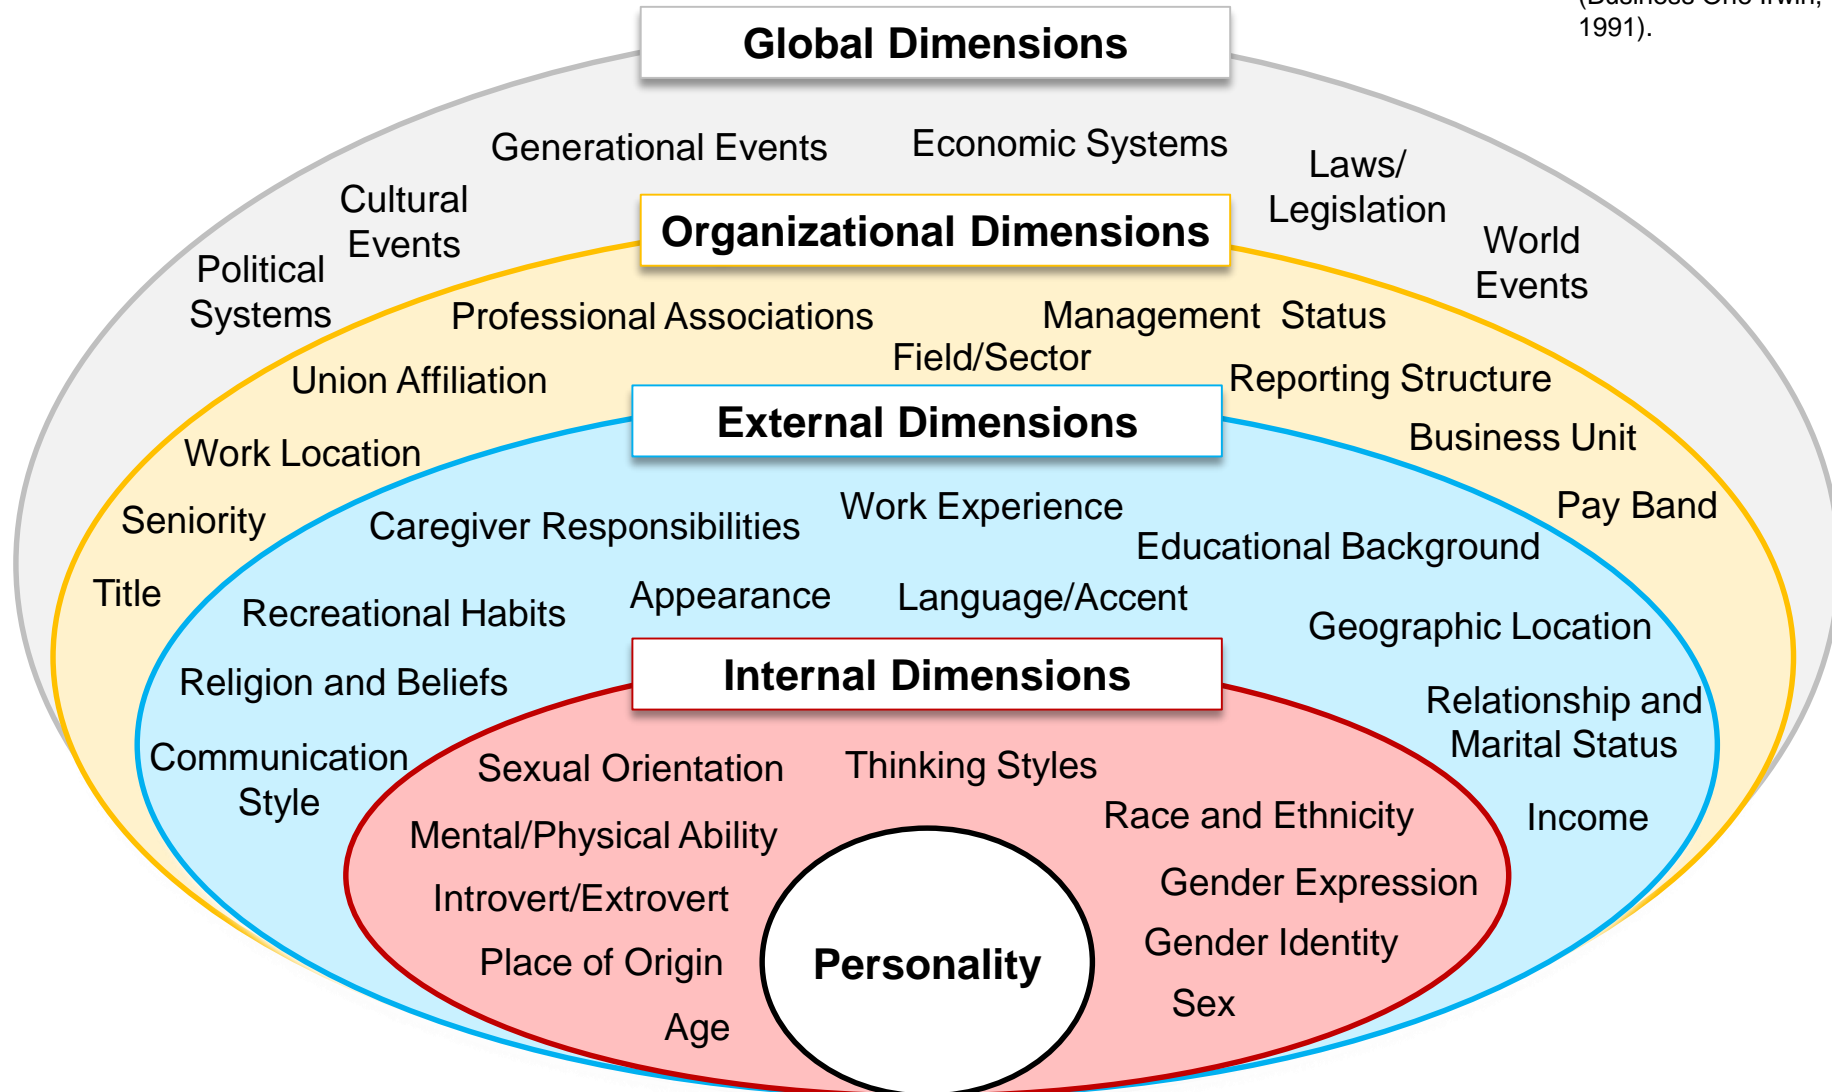 (Business One Irwin,
1991).
Global Dimensions
Generational Events
Economic Systems
Laws/
Legislation
Cultural
Events
World
Events
Political
Systems
Organizational Dimensions
Professional Associations
Management  Status
Field/Sector
Union Affiliation
Reporting Structure
Work Location
Business Unit
Seniority
Pay Band
Title
External Dimensions
Caregiver Responsibilities
Work Experience
Educational Background
Recreational Habits
Appearance
Language/Accent
Geographic Location
Religion and Beliefs
Relationship and
Marital Status
Communication
Style
Income
Internal Dimensions
Sexual Orientation
Thinking Styles
Race and Ethnicity
Mental/Physical Ability
Gender Expression
Introvert/Extrovert
Gender Identity
Place of Origin
Sex
Age
Personality